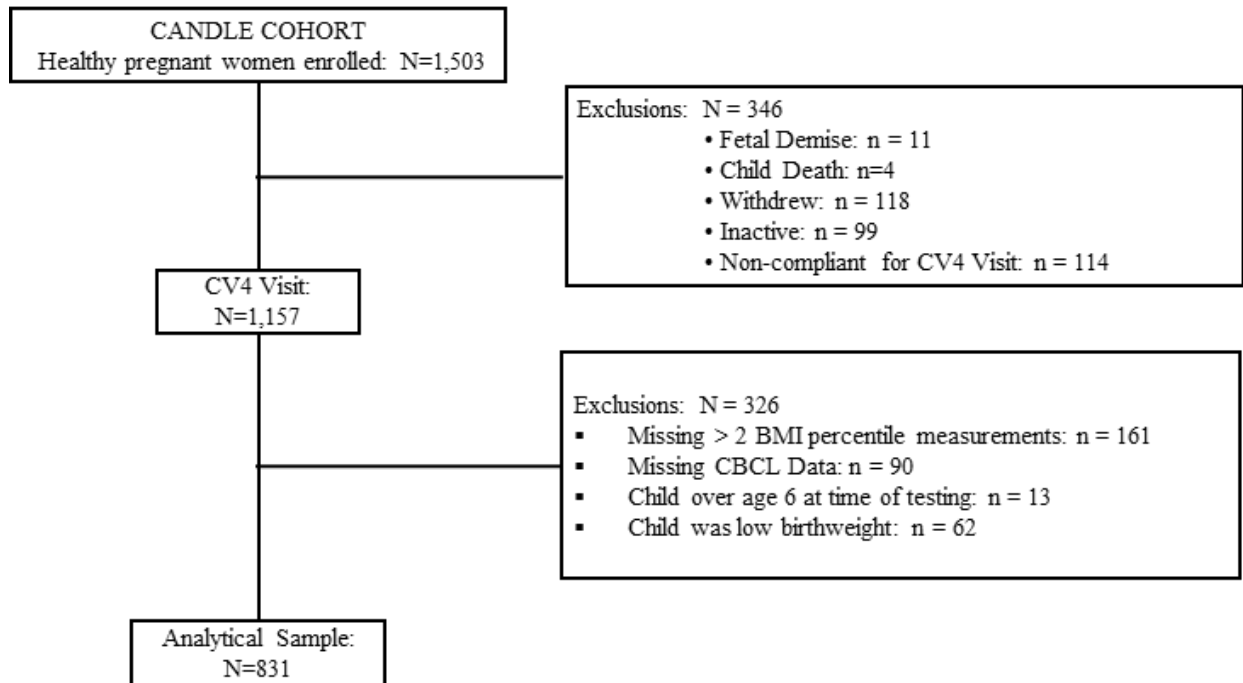 CANDLE COHORT
Healthy pregnant women enrolled: N=1,503
Exclusions: N = 346
• Fetal Demise: n = 11
• Child Death: n=4
• Withdrew: n = 118
• Inactive: n = 99
• Non-compliant for CV4 Visit: n = 114
CV4 Visit:
N=1,157
Exclusions: N = 326
▪ Missing > 2 BMI percentile measurements: n = 161
▪ Missing CBCL Data: n = 90
▪ Child over age 6 at time of testing: n = 13
▪ Child was low birthweight: n = 62
Analytical Sample:
N=831